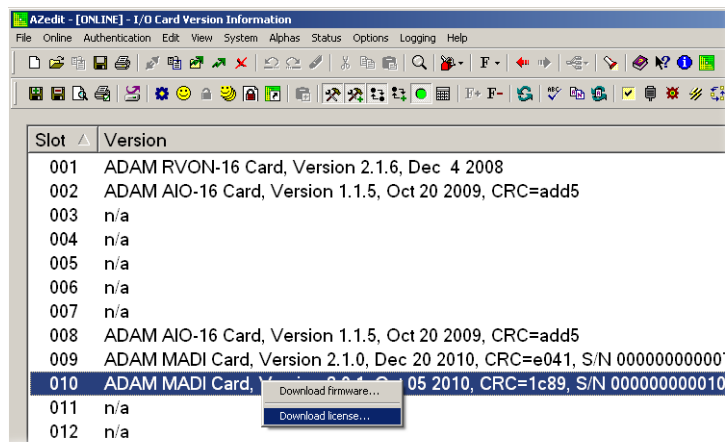 AZedit - [ONLINE] - I/O Card Version Information
File Online Authentication Edit View System Alphas Status Options Logging Help
F
F+ F- ABC
Slot Version
001 ADAM RVON-16 Card, Version 2.1.6, Dec 4 2008
002 ADAM AIO-16 Card, Version 1.1.5, Oct 20 2009, CRC=add5
003 n/a
004 n/a
005 n/a
006 n/a
007 n/a
008 ADAM AIO-16 Card, Version 1.1.5, Oct 20 2009, CRC=add5
009 ADAM MADI Card, Version 2.1.0, Dec 20 2010, CRC=e041, S/N 00000000000
010 ADAM MADI Card, 05 2010, CRC=1c89, S/N 000000000010
Download firmware...
Download license...
011 n/a
012 n/a